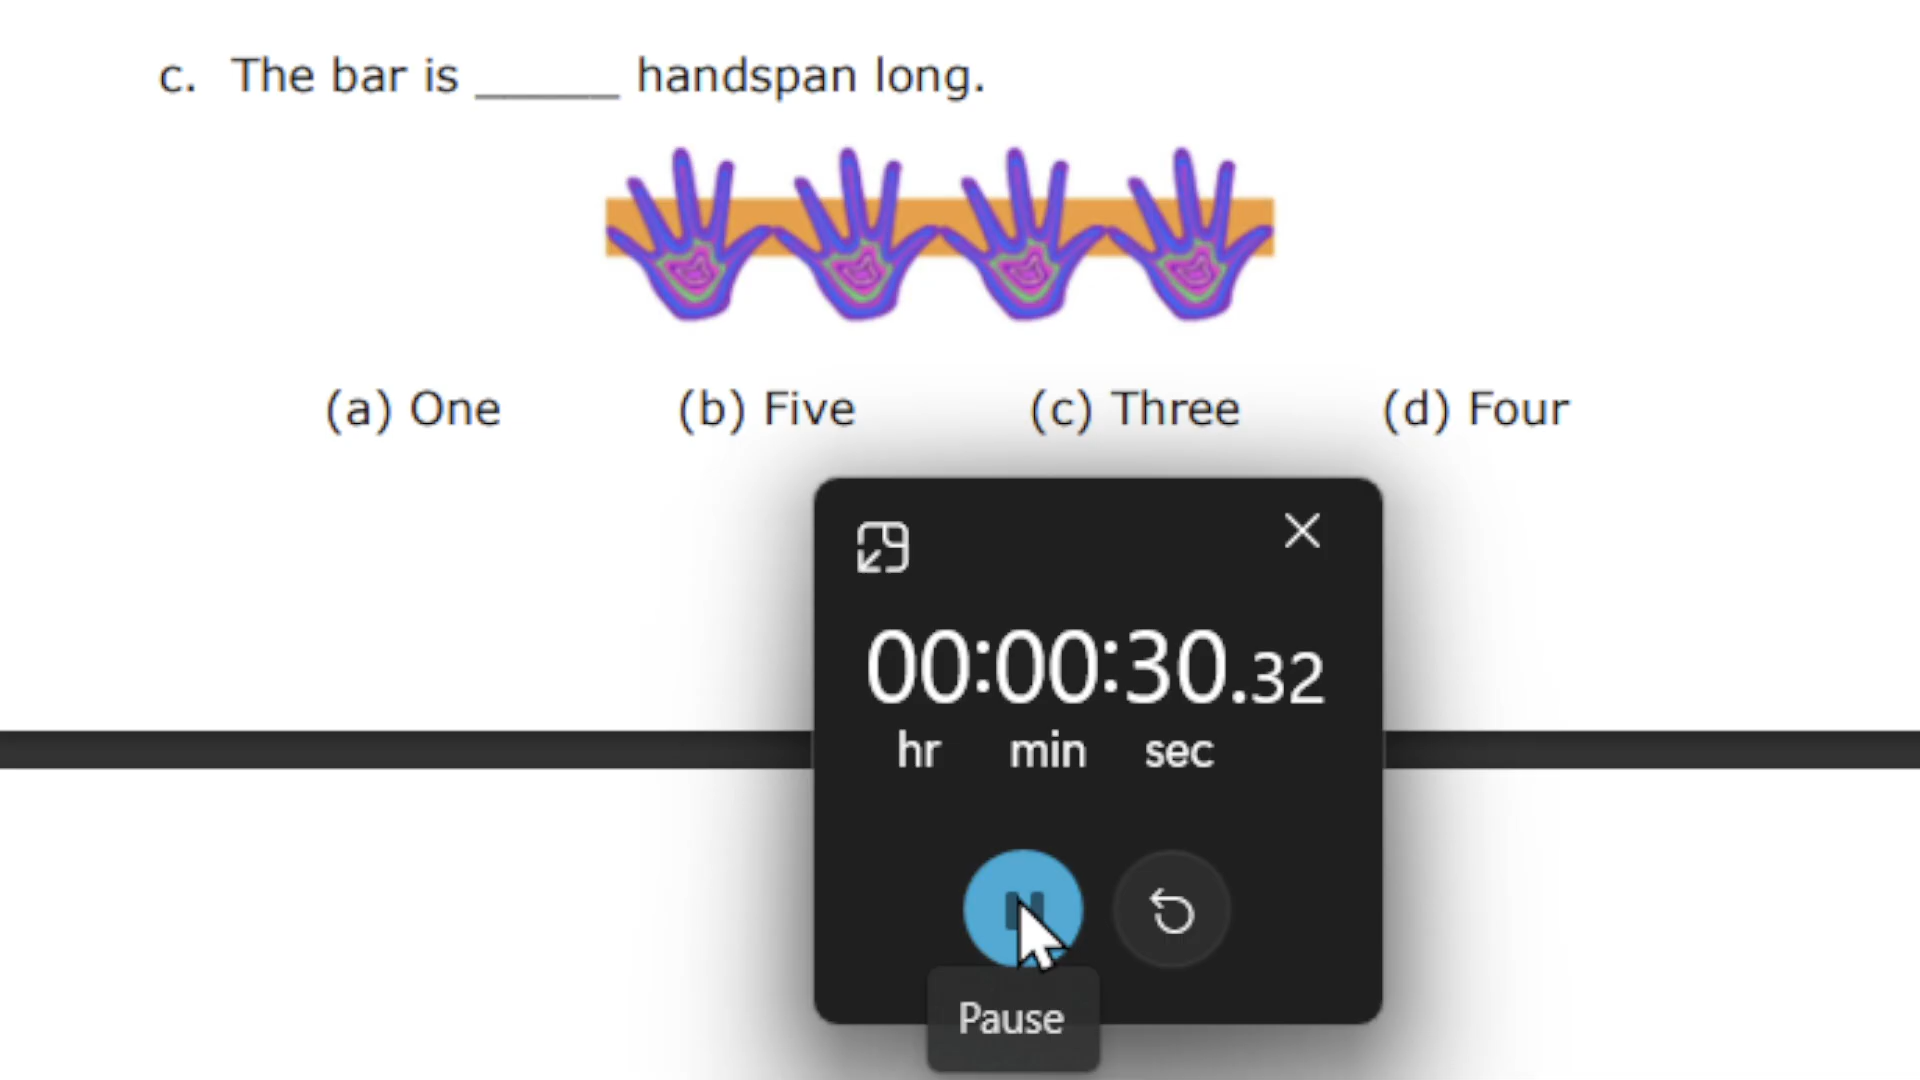 c. The bar is ______ handspan long.
(a) One (b) Five (c) Three (d) Four
00:00:30.32
hr min sec
Pause